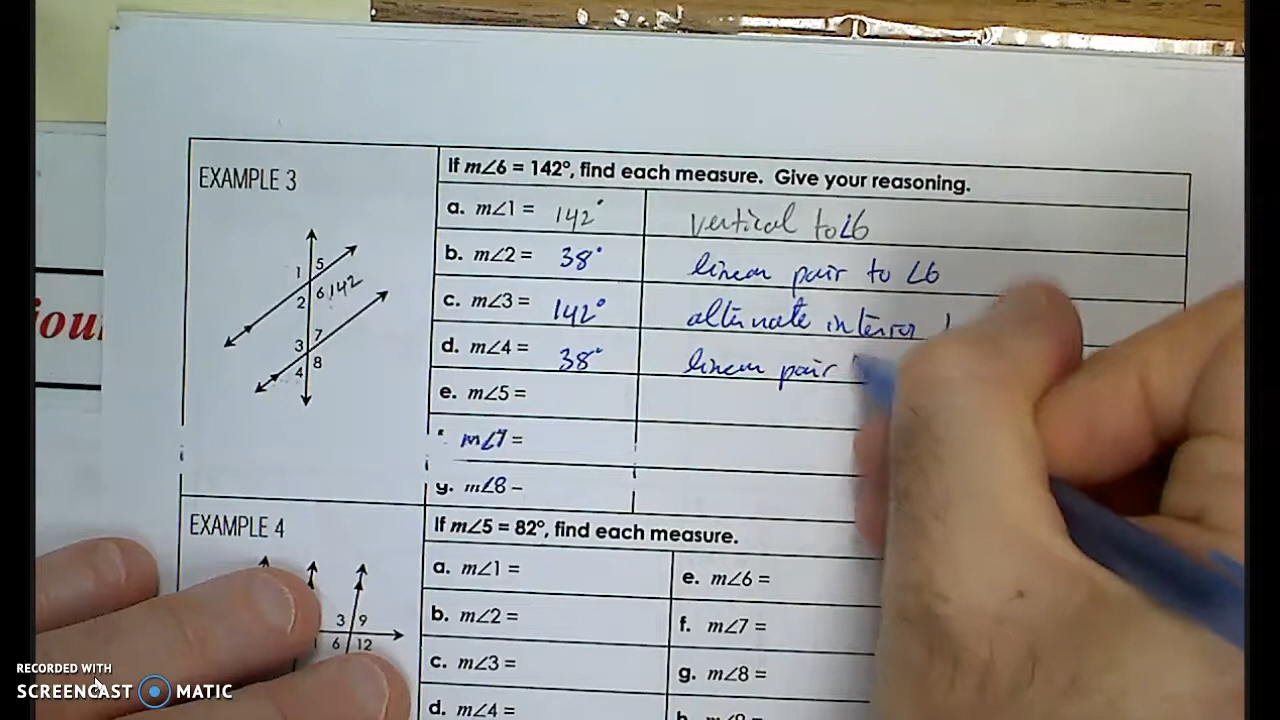 EXAMPLE 3
If m∠6 = 142°, find each measure. Give your reasoning.
a. m∠1 = 142° vertical to ∠6
b. m∠2 = 38° linear pair to ∠6
c. m∠3 = 142° alternate interior
d. m∠4 = 38° linear pair
e. m∠5 =
m∠7 =
g. m∠8 =
1 5
2 6 142
3 7
4 8
EXAMPLE 4
If m∠5 = 82°, find each measure.
a. m∠1 = e. m∠6 =
b. m∠2 = f. m∠7 =
c. m∠3 = g. m∠8 =
d. m∠4 =
3 9
6 12
RECORDED WITH
SCREENCAST MATIC